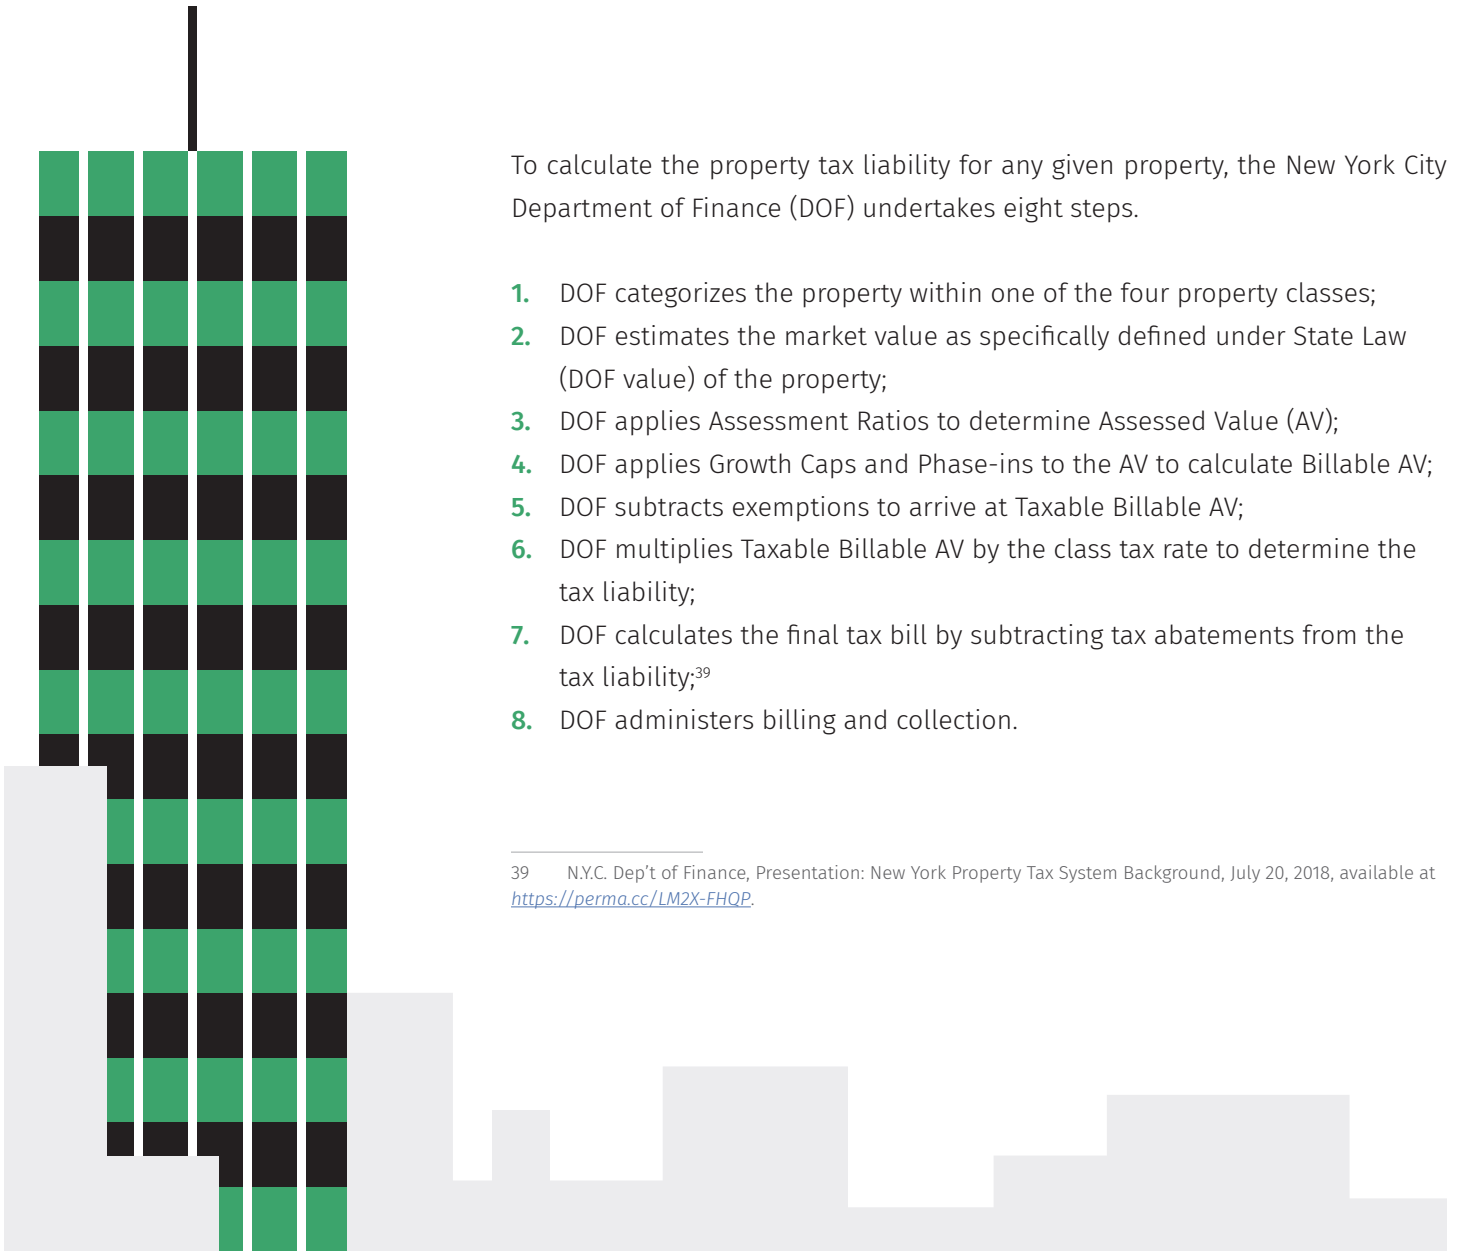 To calculate the property tax liability for any given property, the New York City
Department of Finance (DOF) undertakes eight steps.
1. DOF categorizes the property within one of the four property classes;
2. DOF estimates the market value as specifically defined under State Law
(DOF value) of the property;
3. DOF applies Assessment Ratios to determine Assessed Value (AV);
4. DOF applies Growth Caps and Phase-ins to the AV to calculate Billable AV;
5. DOF subtracts exemptions to arrive at Taxable Billable AV;
6. DOF multiplies Taxable Billable AV by the class tax rate to determine the
tax liability;
7. DOF calculates the final tax bill by subtracting tax abatements from the
tax liability;39
8. DOF administers billing and collection.
39 N.Y.C. Dep’t of Finance, Presentation: New York Property Tax System Background, July 20, 2018, available at
https://perma.cc/LM2X-FHQP.